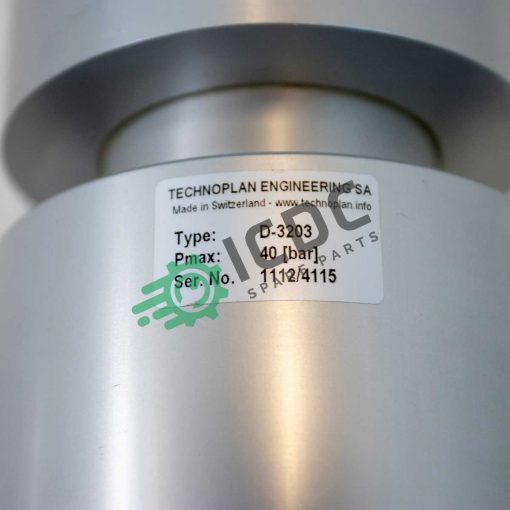 TECHNOPLAN ENGINEERING SA
Made in Switzerland - www.technoplan.info
Type: D-3203
Pmax: 40 [bar]
Ser. No. 1112/4115
ICDC
SPARE PARTS